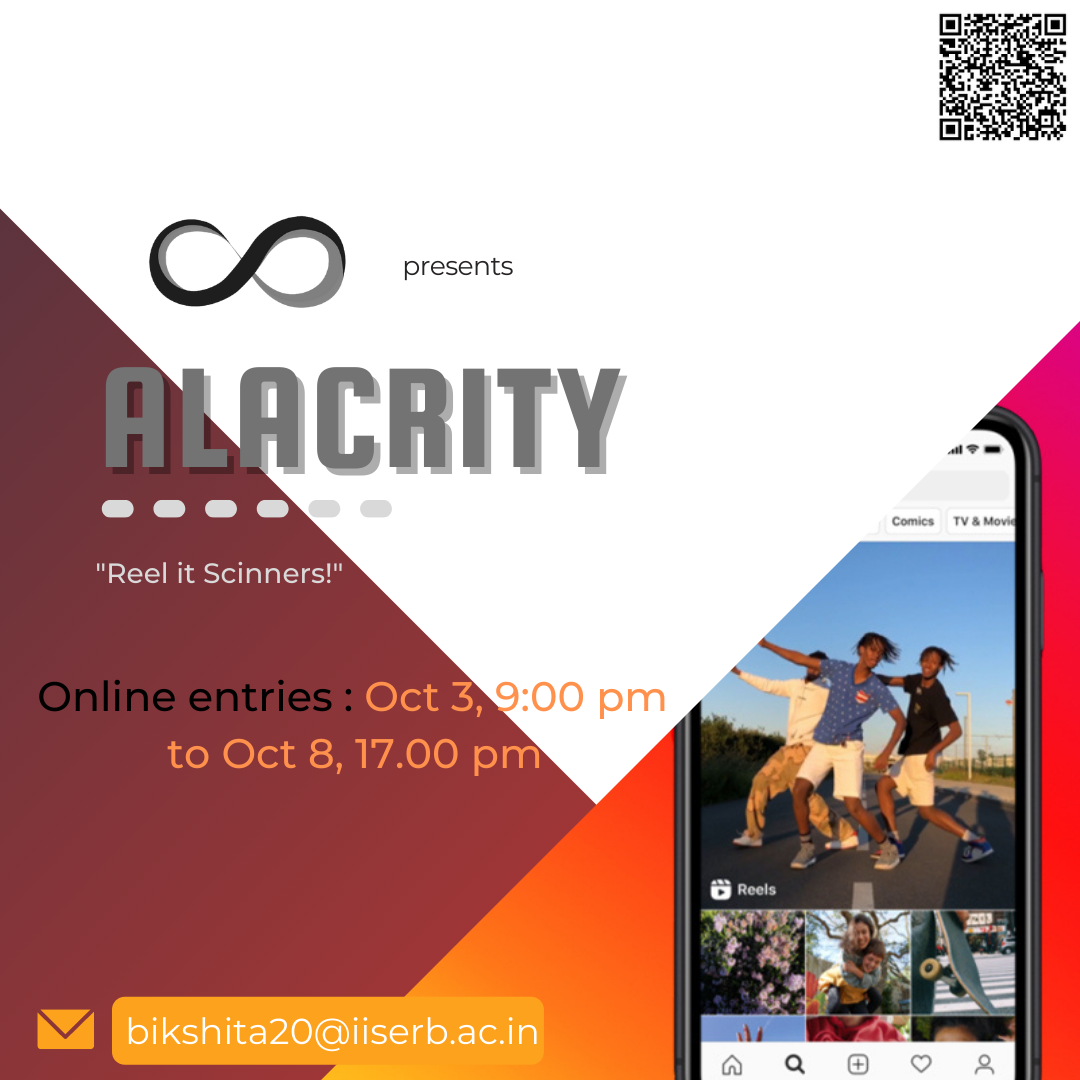 presents
ALACRITY
"Reel it Scinners!"
Online entries : Oct 3, 9:00 pm
to Oct 8, 17.00 pm
bikshita20@iiserb.ac.in
Comics
TV & Movie
Reels